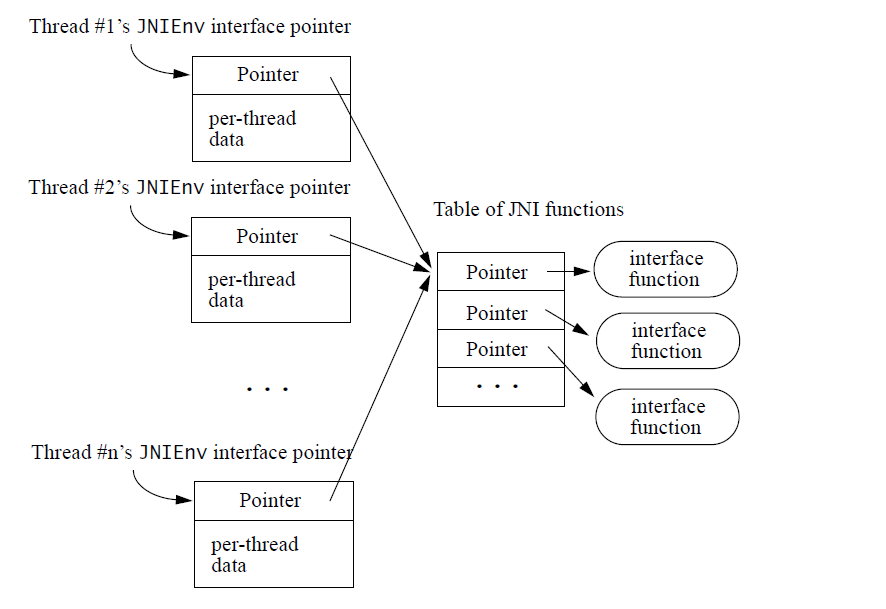 Thread #1’s JNIEnv interface pointer
Pointer
per-thread
data
Thread #2’s JNIEnv interface pointer
Pointer
per-thread
data
. . .
Thread #n’s JNIEnv interface pointer
Pointer
per-thread
data
Table of JNI functions
Pointer
Pointer
Pointer
. . .
interface
function
interface
function
interface
function